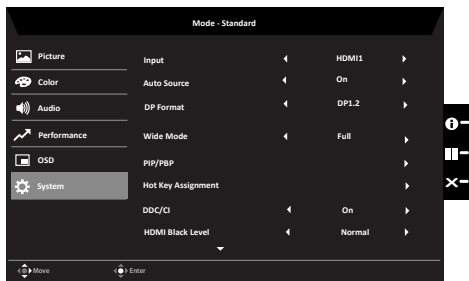 Mode - Standard
Picture
Input HDMI1
Color
Auto Source On
Audio
DP Format DP1.2
Performance
Wide Mode Full
OSD
PIP/PBP
System
Hot Key Assignment
DDC/CI On
HDMI Black Level Normal
Move Enter